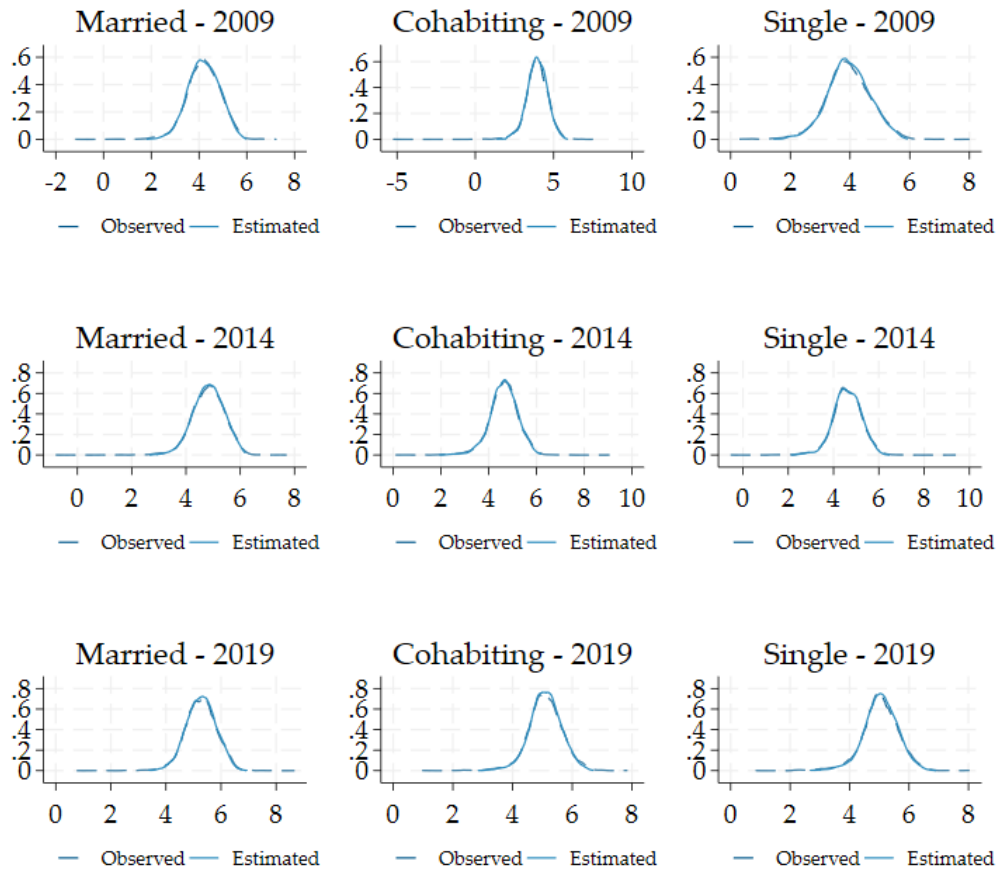 Married - 2009
.6
.4
.2
0
-2 0 2 4 6 8
Observed Estimated
Cohabiting - 2009
.6
.4
.2
0
-5 0 5 10
Observed Estimated
Single - 2009
.6
.4
.2
0
0 2 4 6 8
Observed Estimated
Married - 2014
.8
.6
.4
.2
0
0 2 4 6 8
Observed Estimated
Cohabiting - 2014
.8
.6
.4
.2
0
0 2 4 6 8 10
Observed Estimated
Single - 2014
.8
.6
.4
.2
0
0 2 4 6 8 10
Observed Estimated
Married - 2019
.8
.6
.4
.2
0
0 2 4 6 8
Observed Estimated
Cohabiting - 2019
.8
.6
.4
.2
0
0 2 4 6 8
Observed Estimated
Single - 2019
.8
.6
.4
.2
0
0 2 4 6 8
Observed Estimated